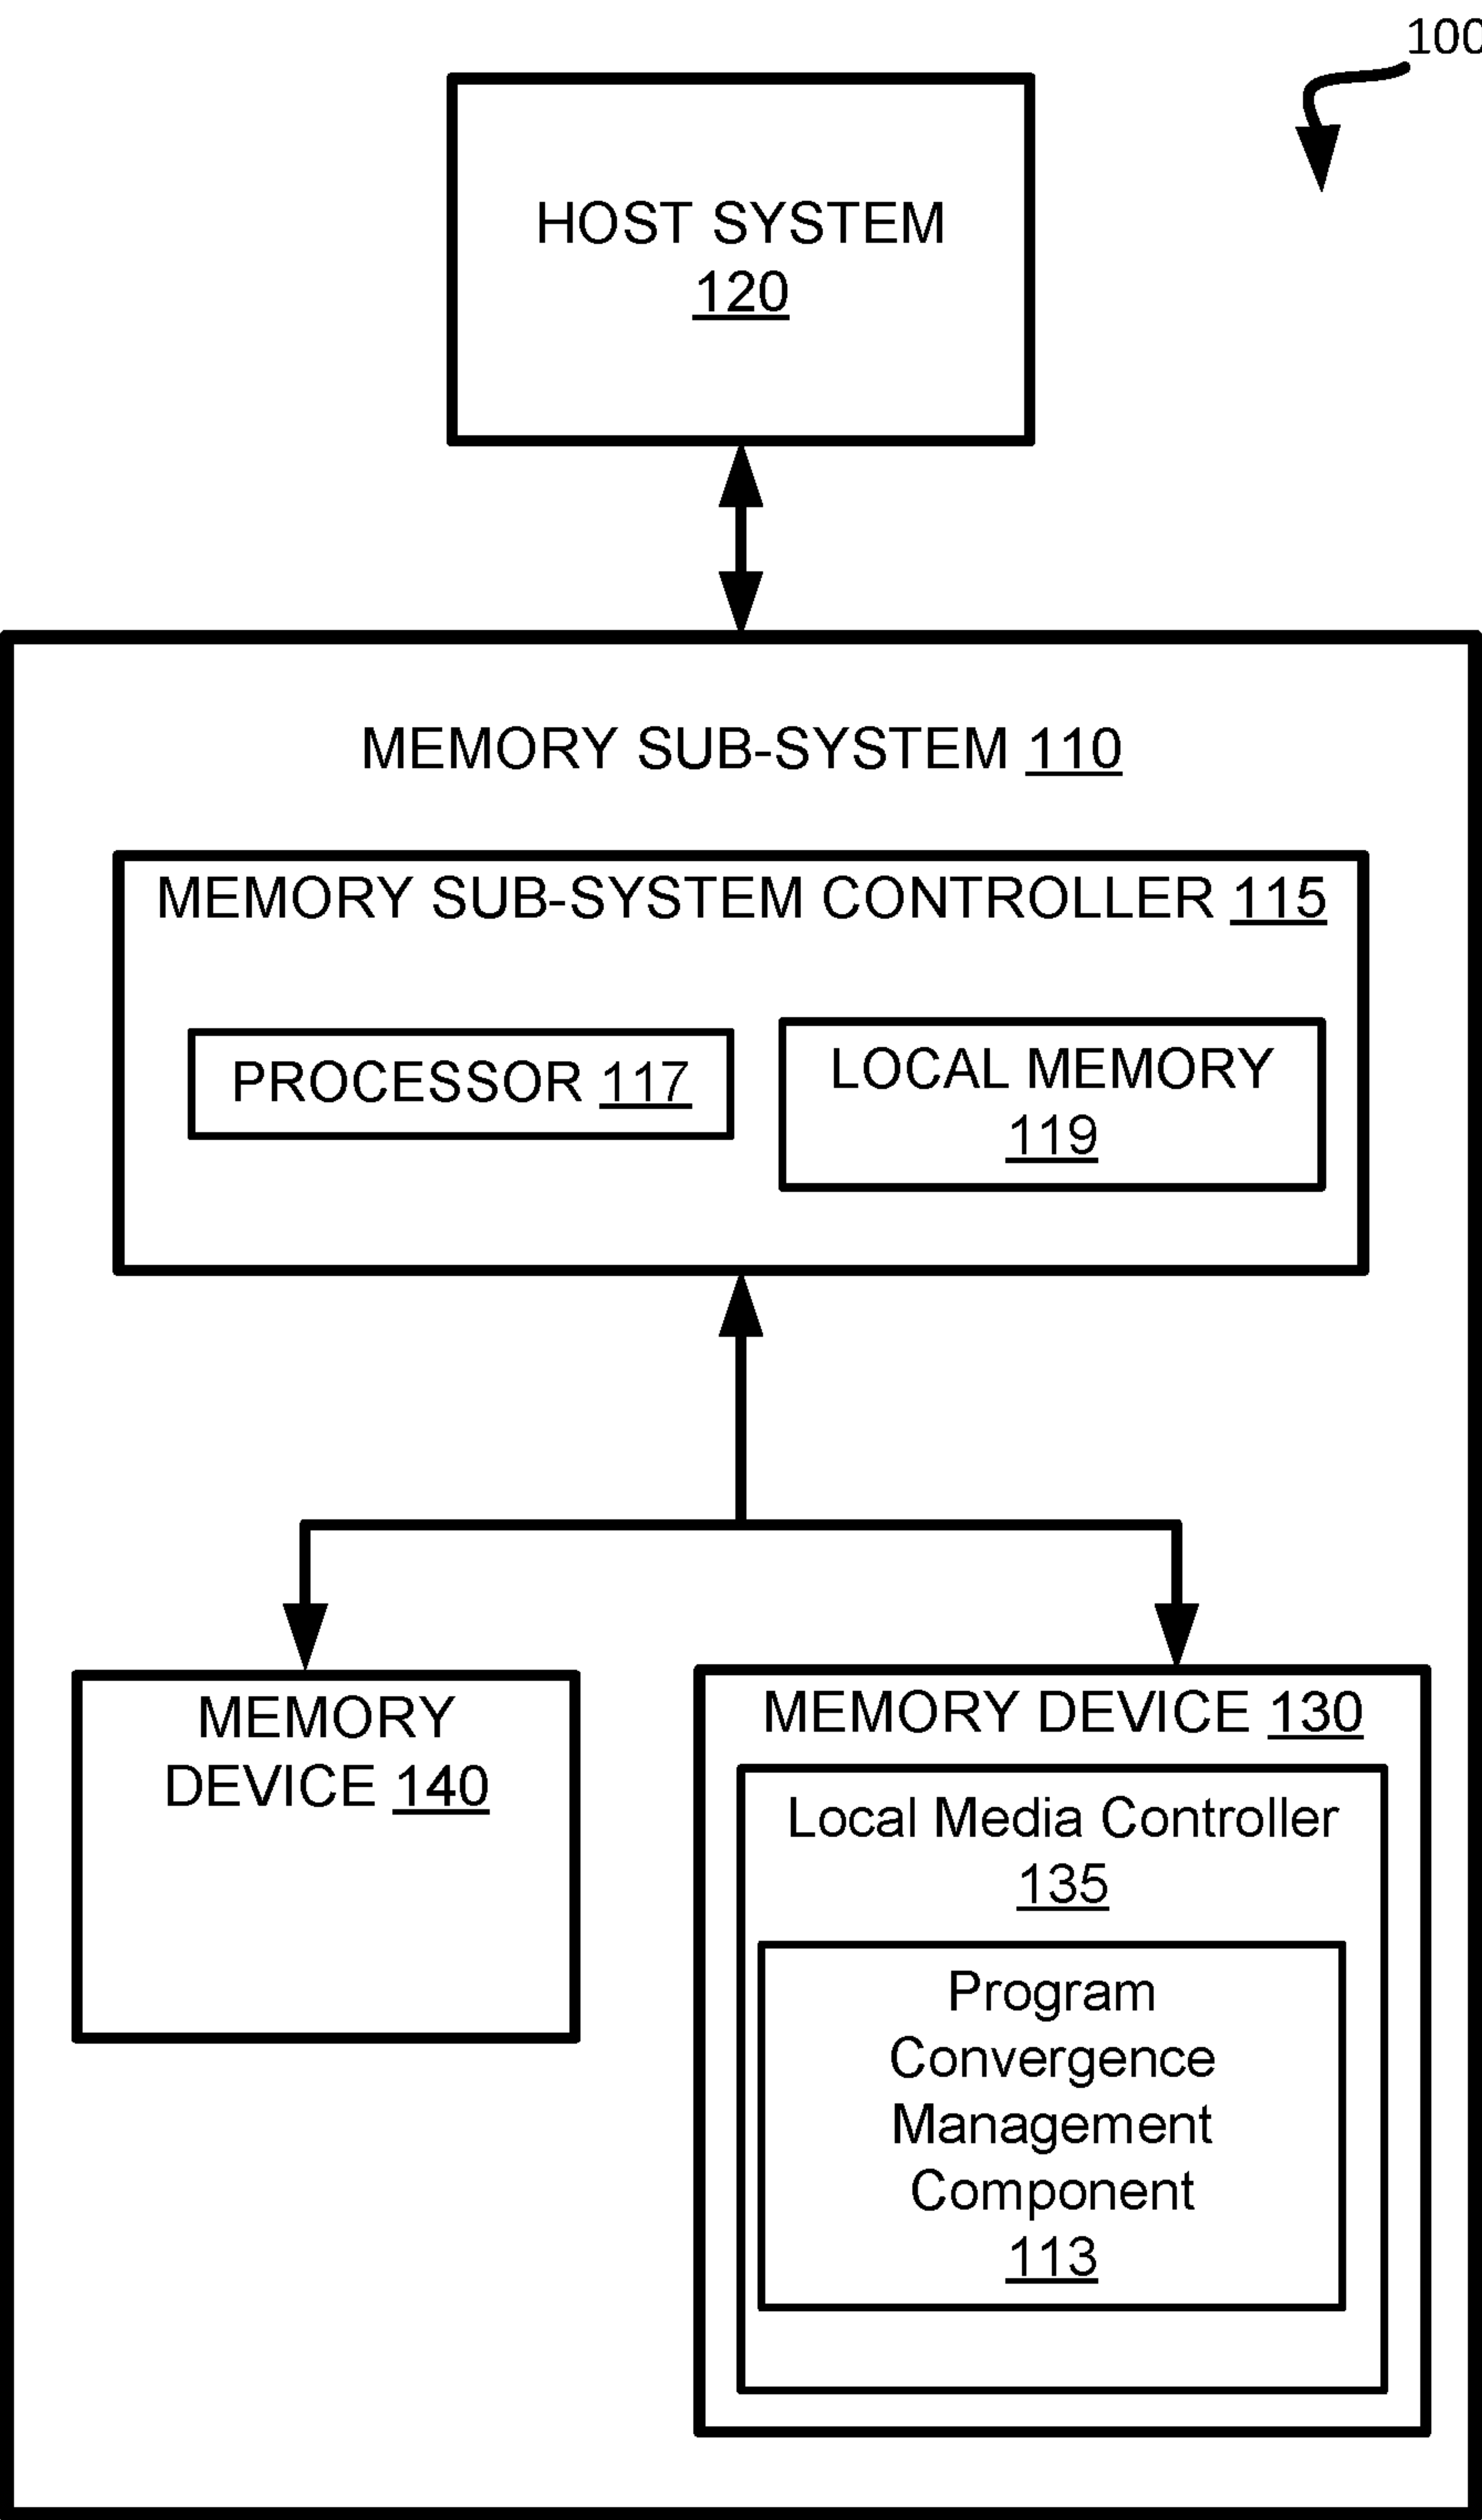 100
HOST SYSTEM
120
MEMORY SUB-SYSTEM 110
MEMORY SUB-SYSTEM CONTROLLER 115
PROCESSOR 117
LOCAL MEMORY
119
MEMORY
DEVICE 140
MEMORY DEVICE 130
Local Media Controller
135
Program
Convergence
Management
Component
113